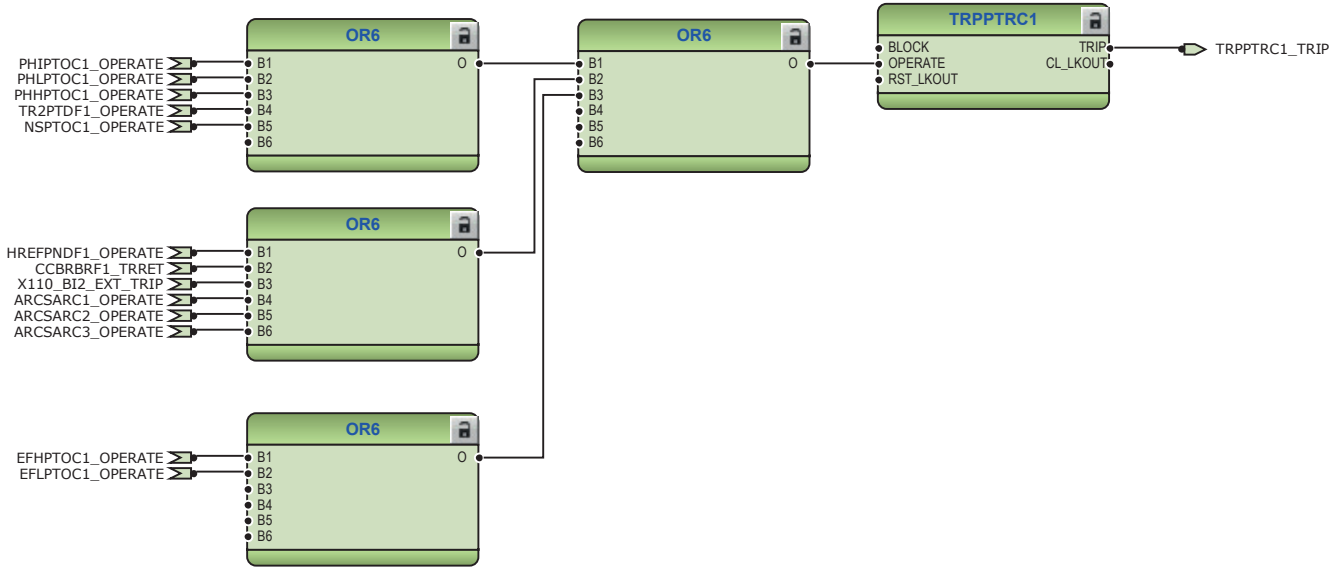 OR6
PHIPTOC1_OPERATE B1 O
PHLPTOC1_OPERATE B2
PHHPTOC1_OPERATE B3
TR2PTDF1_OPERATE B4
NSPTOC1_OPERATE B5
B6
OR6
B1 O
B2
B3
B4
B5
B6
TRPPTRC1
BLOCK TRIP TRPPTRC1_TRIP
OPERATE CL_LKOUT
RST_LKOUT
OR6
HREFPNDF1_OPERATE B1 O
CCBRBRF1_TRRET B2
X110_BI2_EXT_TRIP B3
ARCSARC1_OPERATE B4
ARCSARC2_OPERATE B5
ARCSARC3_OPERATE B6
OR6
EFHPTOC1_OPERATE B1 O
EFLPTOC1_OPERATE B2
B3
B4
B5
B6